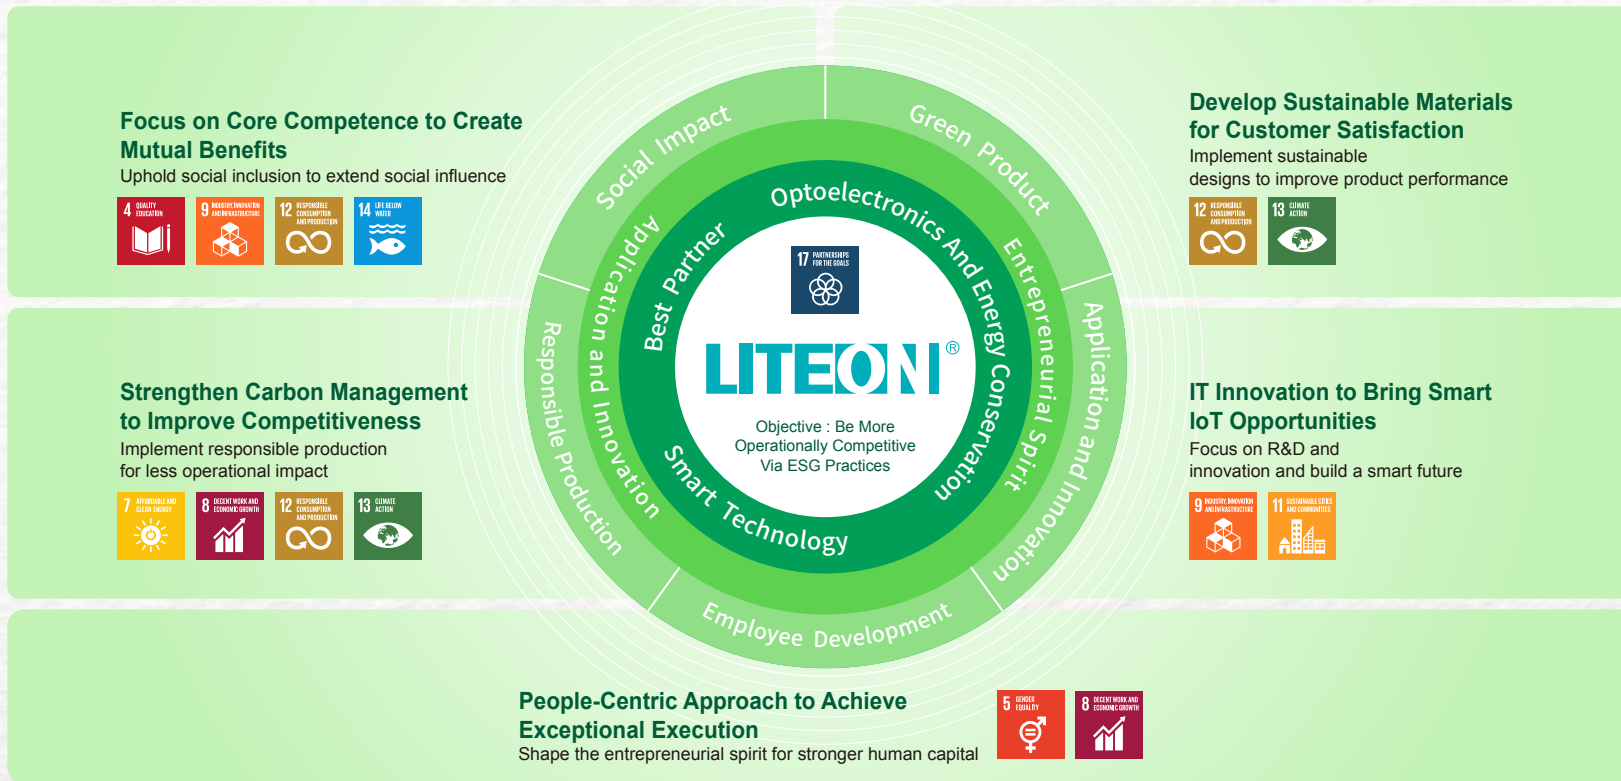 Focus on Core Competence to Create
Mutual Benefits
Uphold social inclusion to extend social influence
4 QUALITY
EDUCATION
9 INDUSTRY, INNOVATION
AND INFRASTRUCTURE
12 RESPONSIBLE
CONSUMPTION
AND PRODUCTION
14 LIFE BELOW
WATER
Develop Sustainable Materials
for Customer Satisfaction
Implement sustainable
designs to improve product performance
12 RESPONSIBLE
CONSUMPTION
AND PRODUCTION
13 CLIMATE
ACTION
Strengthen Carbon Management
to Improve Competitiveness
Implement responsible production
for less operational impact
7 AFFORDABLE AND
CLEAN ENERGY
8 DECENT WORK AND
ECONOMIC GROWTH
12 RESPONSIBLE
CONSUMPTION
AND PRODUCTION
13 CLIMATE
ACTION
IT Innovation to Bring Smart
IoT Opportunities
Focus on R&D and
innovation and build a smart future
9 INDUSTRY, INNOVATION
AND INFRASTRUCTURE
11 SUSTAINABLE CITIES
AND COMMUNITIES
Social Impact
Green Product
Application and Innovation
Employee Development
Responsible Production
Application and Innovation
Entrepreneurial Spirit
Best Partner
Optoelectronics And Energy Conservation
Smart Technology
17 PARTNERSHIPS
FOR THE GOALS
LITEON®
Objective : Be More
Operationally Competitive
Via ESG Practices
People-Centric Approach to Achieve
Exceptional Execution
Shape the entrepreneurial spirit for stronger human capital
5 GENDER
EQUALITY
8 DECENT WORK AND
ECONOMIC GROWTH